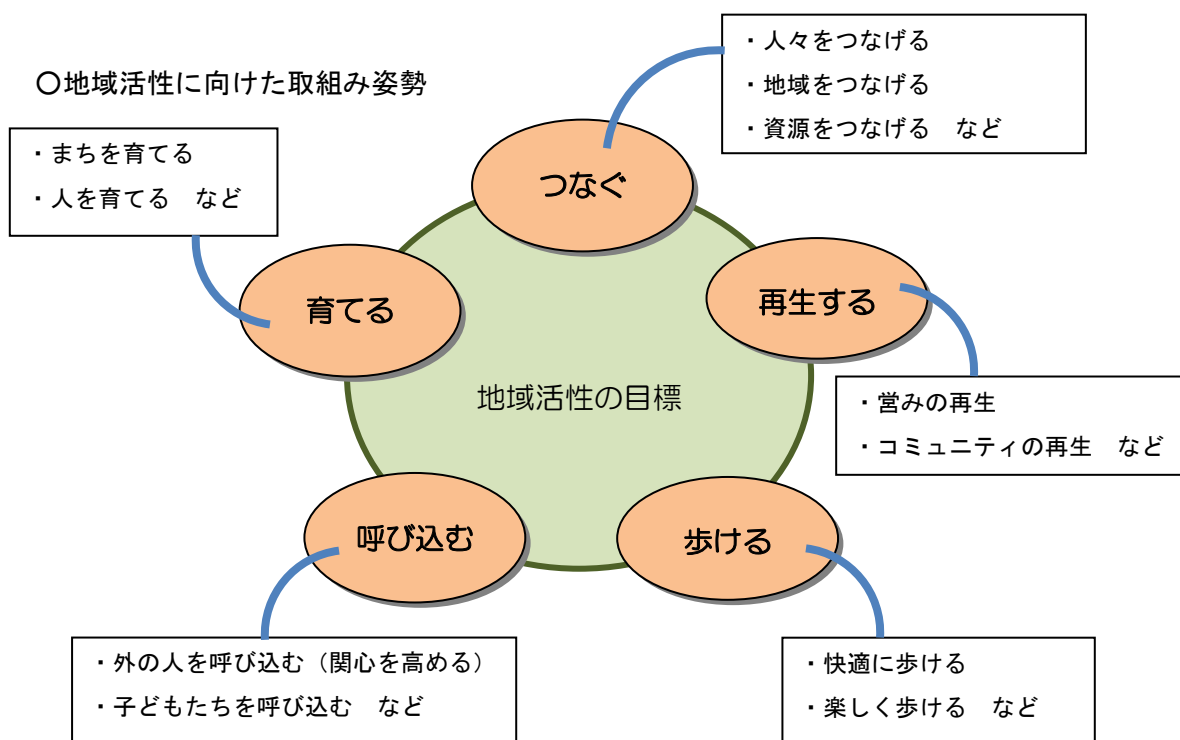 〇地域活性に向けた取組み姿勢
・人々をつなげる
・地域をつなげる
・資源をつなげる　など
つなぐ
・まちを育てる
・人を育てる　など
育てる
再生する
・営みの再生
・コミュニティの再生　など
地域活性の目標
呼び込む
・外の人を呼び込む（関心を高める）
・子どもたちを呼び込む　など
歩ける
・快適に歩ける
・楽しく歩ける　など